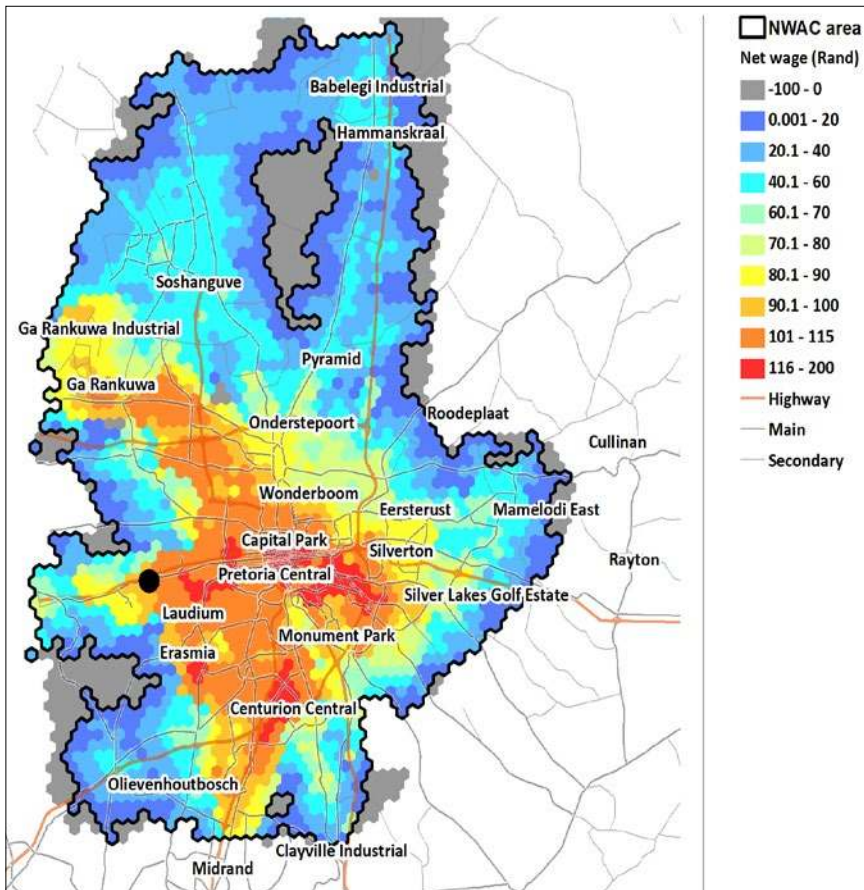 NWAC area
Net wage (Rand)
-100 - 0
0.001 - 20
20.1 - 40
40.1 - 60
60.1 - 70
70.1 - 80
80.1 - 90
90.1 - 100
101 - 115
116 - 200
Highway
Main
Secondary
Babelegi Industrial
Hammanskraal
Soshanguve
Ga Rankuwa Industrial
Pyramid
Ga Rankuwa
Roodeplaat
Onderstepoort
Cullinan
Wonderboom
Eersterust
Mamelodi East
Capital Park
Silverton
Rayton
Pretoria Central
Silver Lakes Golf Estate
Laudium
Monument Park
Erasmia
Centurion Central
Olievenhoutbosch
Clayville Industrial
Midrand